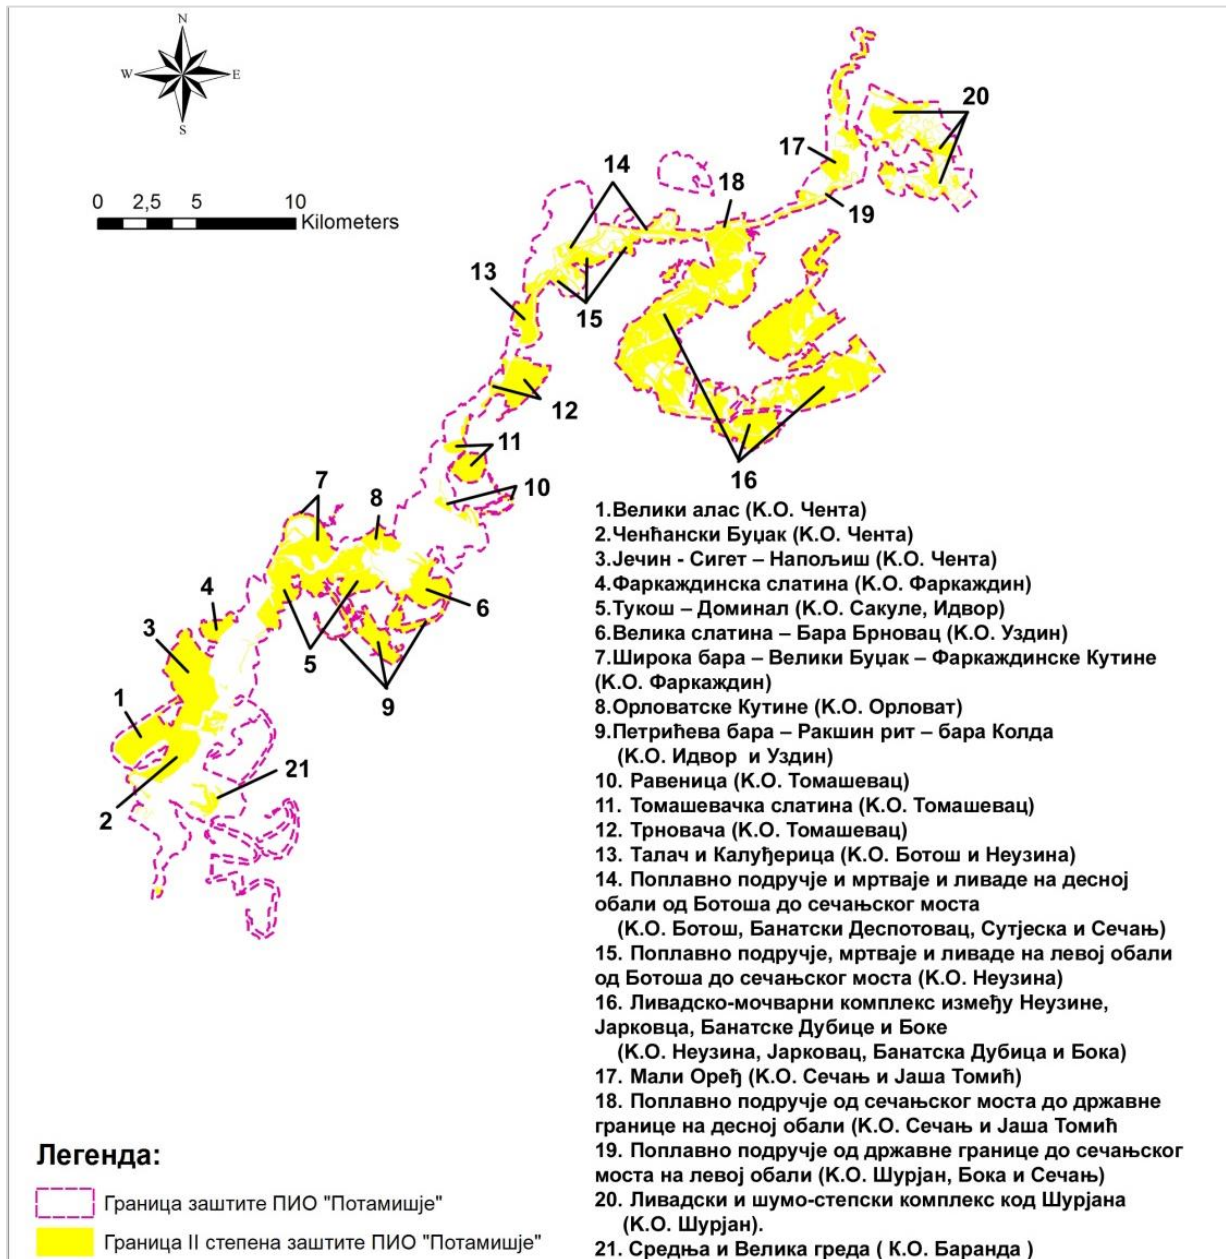 N
W
E
S
0 2,5 5 10
Kilometers
20
17
14
18
19
13
15
12
11
16
7
8
10
4
6
3
5
9
1
21
2
1.Велики алас (К.О. Чента)
2.Ченћански Буџак (К.О. Чента)
3.Јечин - Сигет – Напољиш (К.О. Чента)
4.Фаркаждинска слатина (К.О. Фаркаждин)
5.Тукош – Доминал (К.О. Сакуле, Идвор)
6.Велика слатина – Бара Брновац (К.О. Уздин)
7.Широка бара – Велики Буџак – Фаркаждинске Кутине
(К.О. Фаркаждин)
8.Орловатске Кутине (К.О. Орловат)
9.Петрићева бара – Ракшин рит – бара Колда
(К.О. Идвор и Уздин)
10. Равеница (К.О. Томашевац)
11. Томашевачка слатина (К.О. Томашевац)
12. Трновача (К.О. Томашевац)
13. Талач и Калуђерица (К.О. Ботош и Неузина)
14. Поплавно подручје и мртваје и ливаде на десној
обали од Ботоша до сечањског моста
(К.О. Ботош, Банатски Деспотовац, Сутјеска и Сечањ)
15. Поплавно подручје, мртваје и ливаде на левој обали
од Ботоша до сечањског моста (К.О. Неузина)
16. Ливадско-мочварни комплекс између Неузине,
Јарковца, Банатске Дубице и Боке
(К.О. Неузина, Јарковац, Банатска Дубица и Бока)
17. Мали Оређ (К.О. Сечањ и Јаша Томић)
18. Поплавно подручје од сечањског моста до државне
границе на десној обали (К.О. Сечањ и Јаша Томић
19. Поплавно подручје од државне границе до сечањског
моста на левој обали (К.О. Шурјан, Бока и Сечањ)
20. Ливадски и шумо-степски комплекс код Шурјана
(К.О. Шурјан).
21. Средња и Велика греда ( К.О. Баранда )
Легенда:
Граница заштите ПИО "Потамишје"
Граница II степена заштите ПИО "Потамишје"